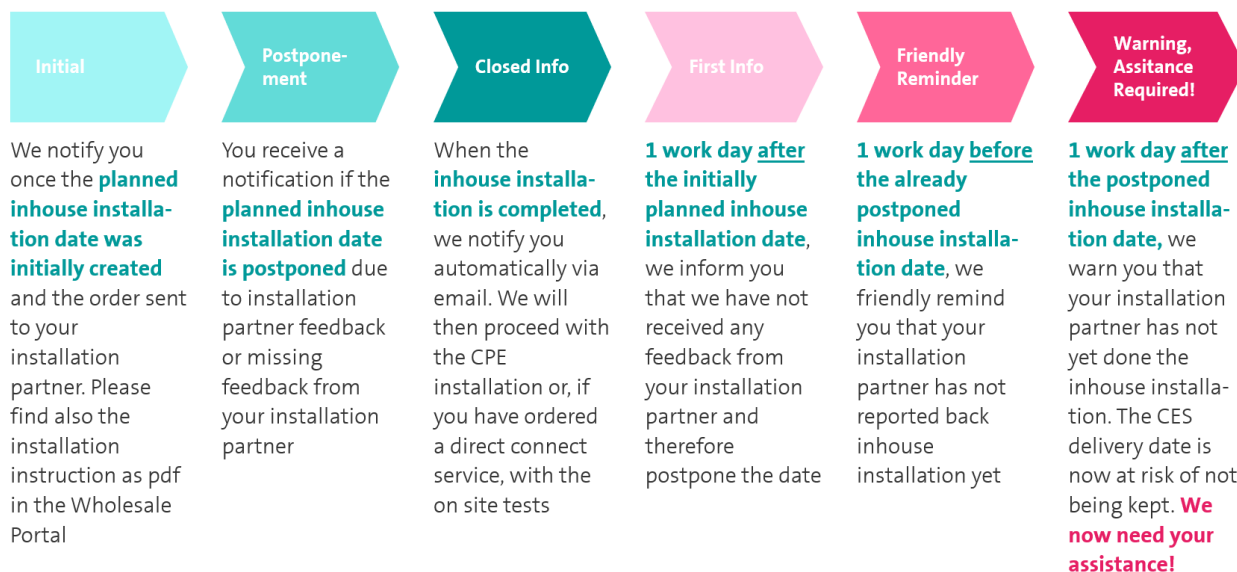 Initial
We notify you
once the planned
inhouse installa-
tion date was
initially created
and the order sent
to your
installation
partner. Please
find also the
installation
instruction as pdf
in the Wholesale
Portal
Postpone-
ment
You receive a
notification if the
planned inhouse
installation date
is postponed due
to installation
partner feedback
or missing
feedback from
your installation
partner
Closed Info
When the
inhouse installa-
tion is completed,
we notify you
automatically via
email. We will
then proceed with
the CPE
installation or, if
you have ordered
a direct connect
service, with the
on site tests
First Info
1 work day after
the initially
planned inhouse
installation date,
we inform you
that we have not
received any
feedback from
your installation
partner and
therefore
postpone the date
Friendly
Reminder
1 work day before
the already
postponed
inhouse installa-
tion date, we
friendly remind
you that your
installation
partner has not
reported back
inhouse
installation yet
Warning,
Assitance
Required!
1 work day after
the postponed
inhouse installa-
tion date, we
warn you that
your installation
partner has not
yet done the
inhouse installa-
tion. The CES
delivery date is
now at risk of not
being kept. We
now need your
assistance!